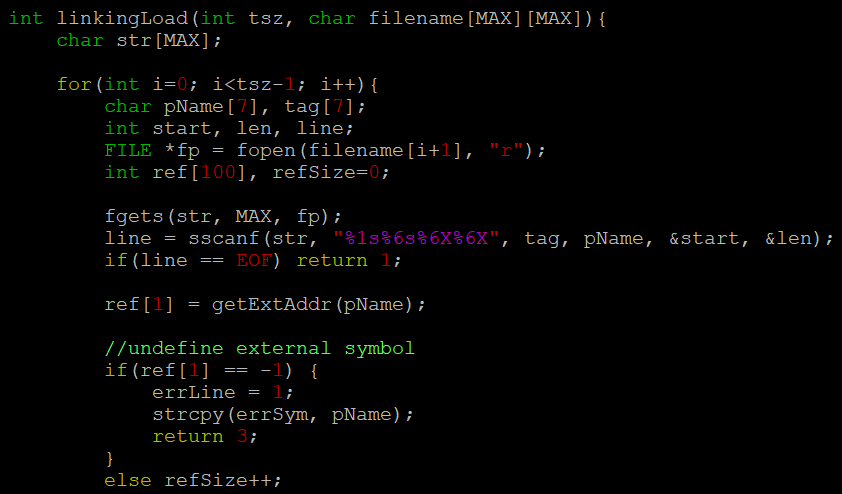 int linkingLoad(int tsz, char filename[MAX][MAX]){
    char str[MAX];

    for(int i=0; i<tsz-1; i++){
        char pName[7], tag[7];
        int start, len, line;
        FILE *fp = fopen(filename[i+1], "r");
        int ref[100], refSize=0;

        fgets(str, MAX, fp);
        line = sscanf(str, "%1s%6s%6X%6X", tag, pName, &start, &len);
        if(line == EOF) return 1;

        ref[1] = getExtAddr(pName);

        //undefine external symbol
        if(ref[1] == -1) {
            errLine = 1;
            strcpy(errSym, pName);
            return 3;
        }
        else refSize++;